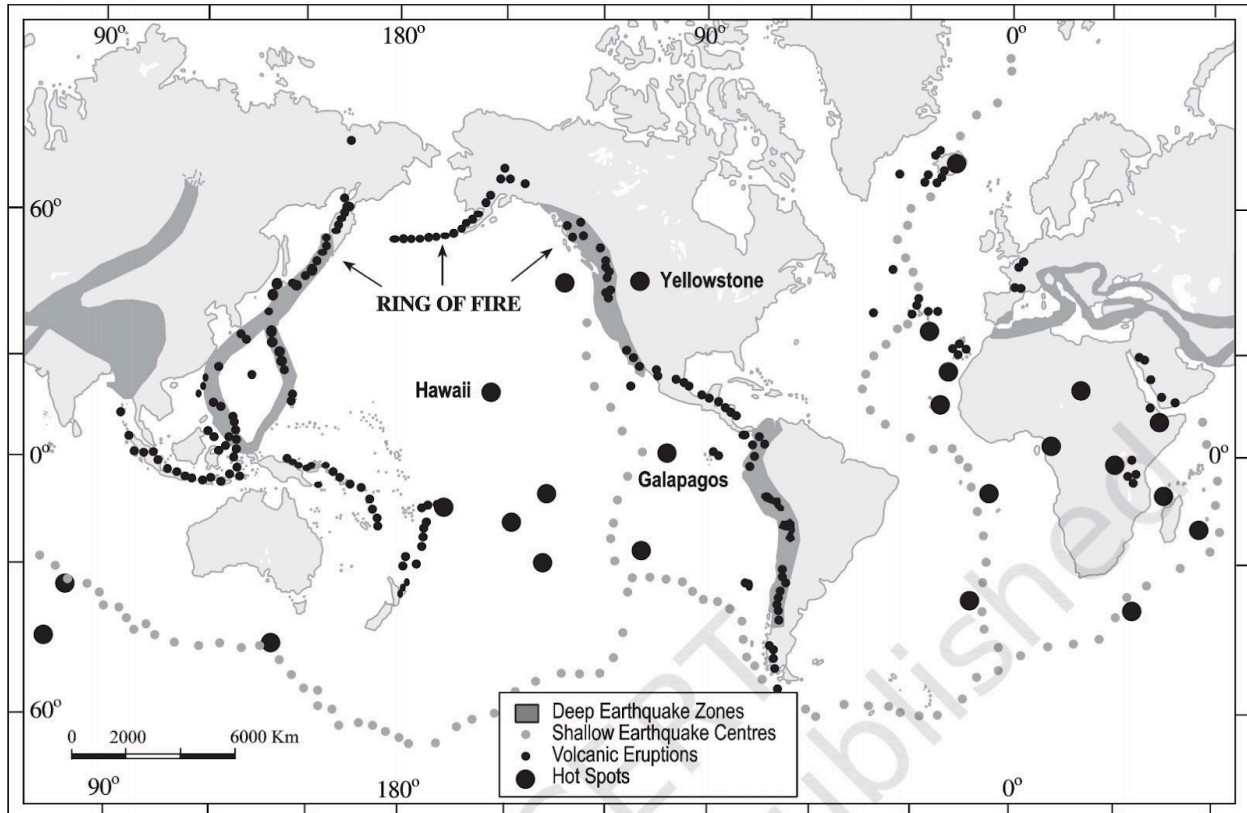 90° 180° 90° 0°
60°
Yellowstone
RING OF FIRE
Hawaii
0° 0°
Galapagos
60°
Deep Earthquake Zones
Shallow Earthquake Centres
Volcanic Eruptions
Hot Spots
0 2000 6000 Km
90° 180° 0°